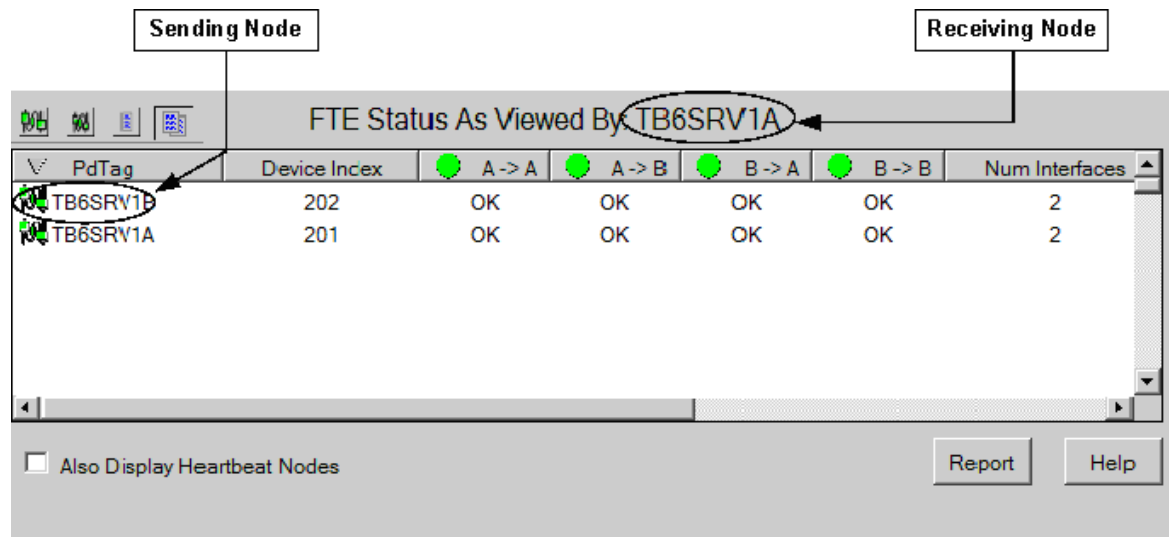 Sending Node
Receiving Node
FTE Status As Viewed By: TB6SRV1A
PdTag Device Index A -> A A -> B B -> A B -> B Num Interfaces
TB6SRV1B 202 OK OK OK OK 2
TB6SRV1A 201 OK OK OK OK 2
Also Display Heartbeat Nodes
Report Help